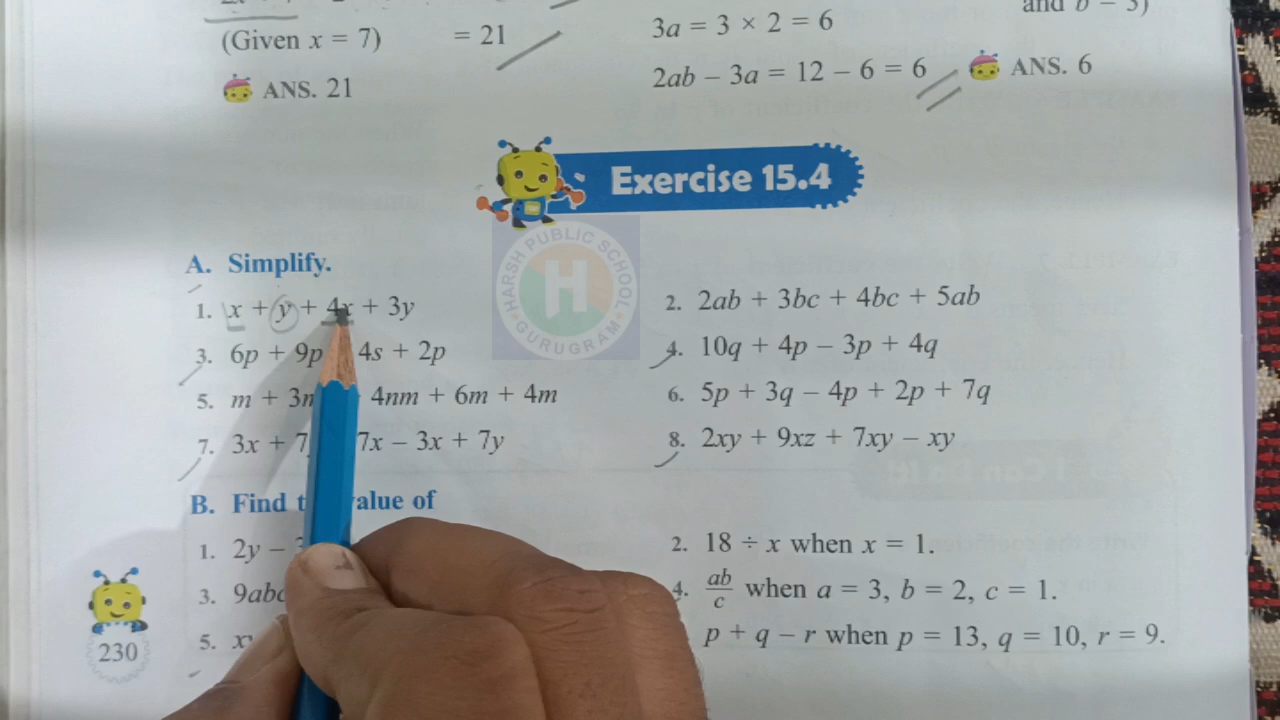 (Given x = 7) = 21
ANS. 21
3a = 3 × 2 = 6
2ab − 3a = 12 − 6 = 6 ANS. 6
Exercise 15.4
HARSH PUBLIC SCHOOL
H
GURUGRAM
A. Simplify.
1. x + y + 4x + 3y
2. 2ab + 3bc + 4bc + 5ab
3. 6p + 9p 4s + 2p
4. 10q + 4p − 3p + 4q
5. m + 3n 4nm + 6m + 4m
6. 5p + 3q − 4p + 2p + 7q
7. 3x + 7 7x − 3x + 7y
8. 2xy + 9xz + 7xy − xy
B. Find value of
1. 2y −
2. 18 ÷ x when x = 1.
3. 9abc
4. ab/c when a = 3, b = 2, c = 1.
5. x
p + q − r when p = 13, q = 10, r = 9.
230